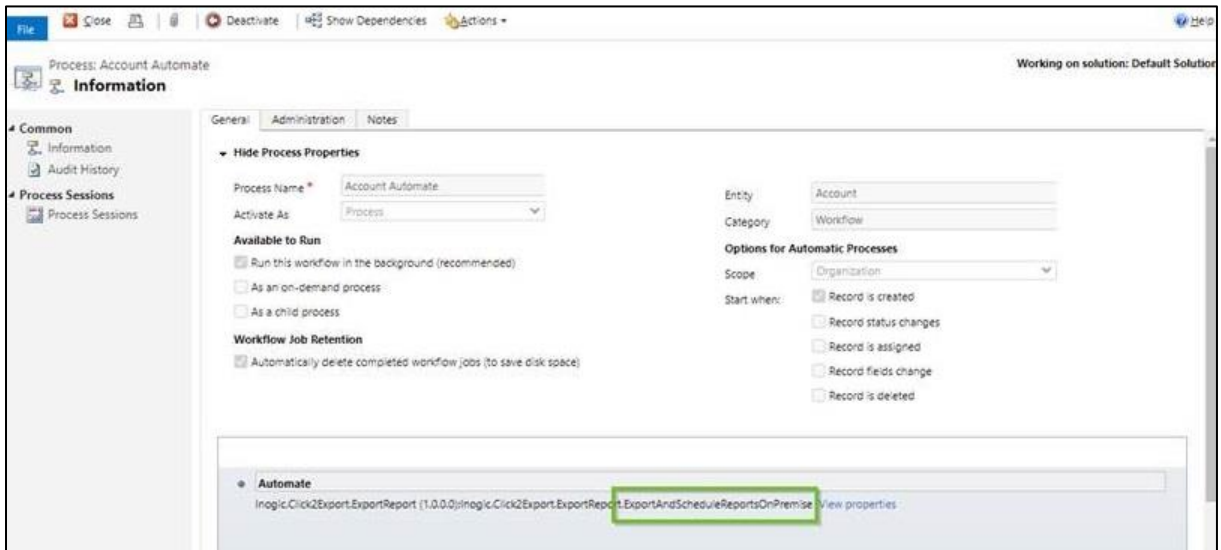 File
Close
Deactivate
Show Dependencies
Actions
Help
Process: Account Automate
Information
Working on solution: Default Solution
Common
Information
Audit History
Process Sessions
Process Sessions
General Administration Notes
Hide Process Properties
Process Name * Account Automate
Activate As Process
Available to Run
Run this workflow in the background (recommended)
As an on-demand process
As a child process
Workflow Job Retention
Automatically delete completed workflow jobs (to save disk space)
Entity Account
Category Workflow
Options for Automatic Processes
Scope Organization
Start when: Record is created
Record status changes
Record is assigned
Record fields change
Record is deleted
Automate
Inogic.Click2Export.ExportReport (1.0.0.0):Inogic.Click2Export.ExportReport.ExportAndScheduleReportsOnPremise View properties